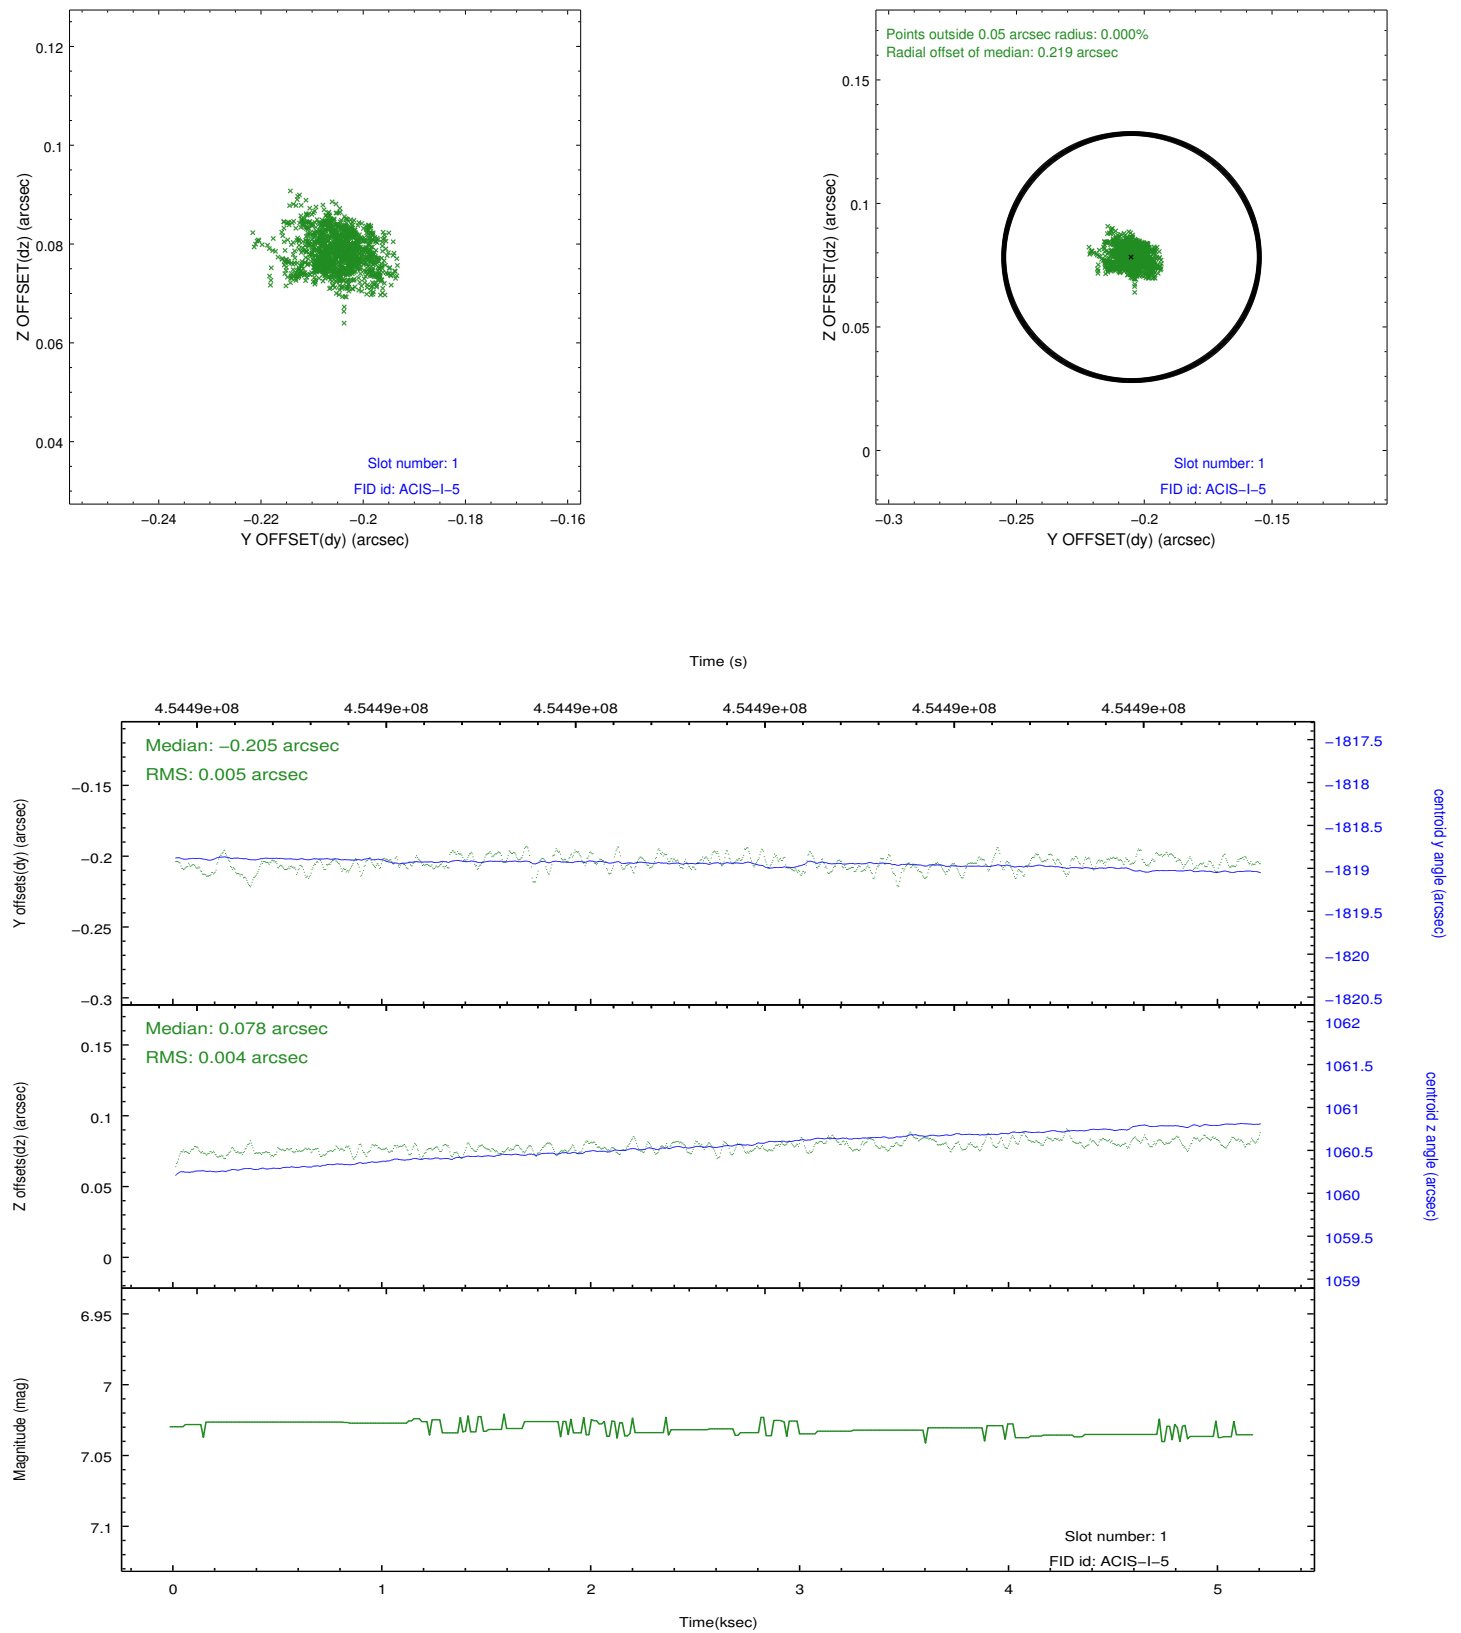 0.12
0.1
0.08
0.06
0.04
Z OFFSET(dz) (arcsec)
Slot number: 1
FID id: ACIS−I−5
−0.24 −0.22 −0.2 −0.18 −0.16
Y OFFSET(dy) (arcsec)
Points outside 0.05 arcsec radius: 0.000%
Radial offset of median: 0.219 arcsec
0.15
0.1
0.05
0
Z OFFSET(dz) (arcsec)
Slot number: 1
FID id: ACIS−I−5
−0.3 −0.25 −0.2 −0.15
Y OFFSET(dy) (arcsec)
Time (s)
4.5449e+08 4.5449e+08 4.5449e+08 4.5449e+08 4.5449e+08 4.5449e+08
Median: −0.205 arcsec
RMS: 0.005 arcsec
−0.15
−0.2
−0.25
−0.3
Y offsets(dy) (arcsec)
−1817.5
−1818
−1818.5
−1819
−1819.5
−1820
−1820.5
centroid y angle (arcsec)
Median: 0.078 arcsec
RMS: 0.004 arcsec
0.15
0.1
0.05
0
Z offsets(dz) (arcsec)
1062
1061.5
1061
1060.5
1060
1059.5
1059
centroid z angle (arcsec)
6.95
7
7.05
7.1
Magnitude (mag)
Slot number: 1
FID id: ACIS−I−5
0 1 2 3 4 5
Time(ksec)